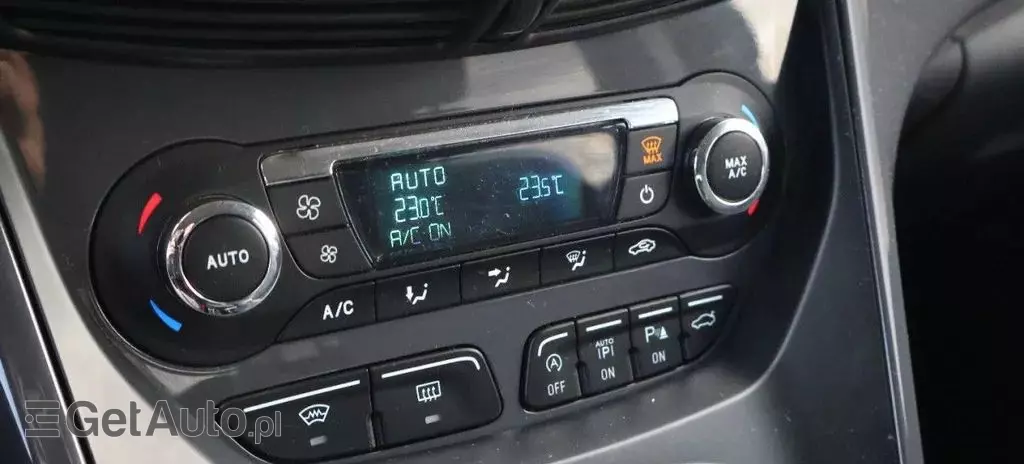 AUTO
23.0°C
A/C ON
23.5°C
MAX
MAX
A/C
AUTO
A/C
A
OFF
AUTO
P
ON
P
ON
GetAuto.pl